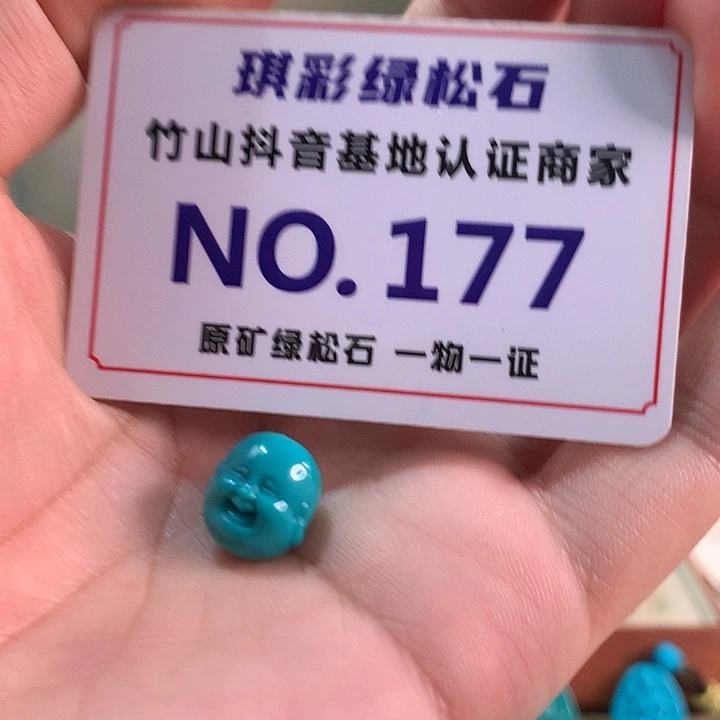 琪彩绿松石
竹山抖音基地认证商家
NO.177
原矿绿松石 一物一证